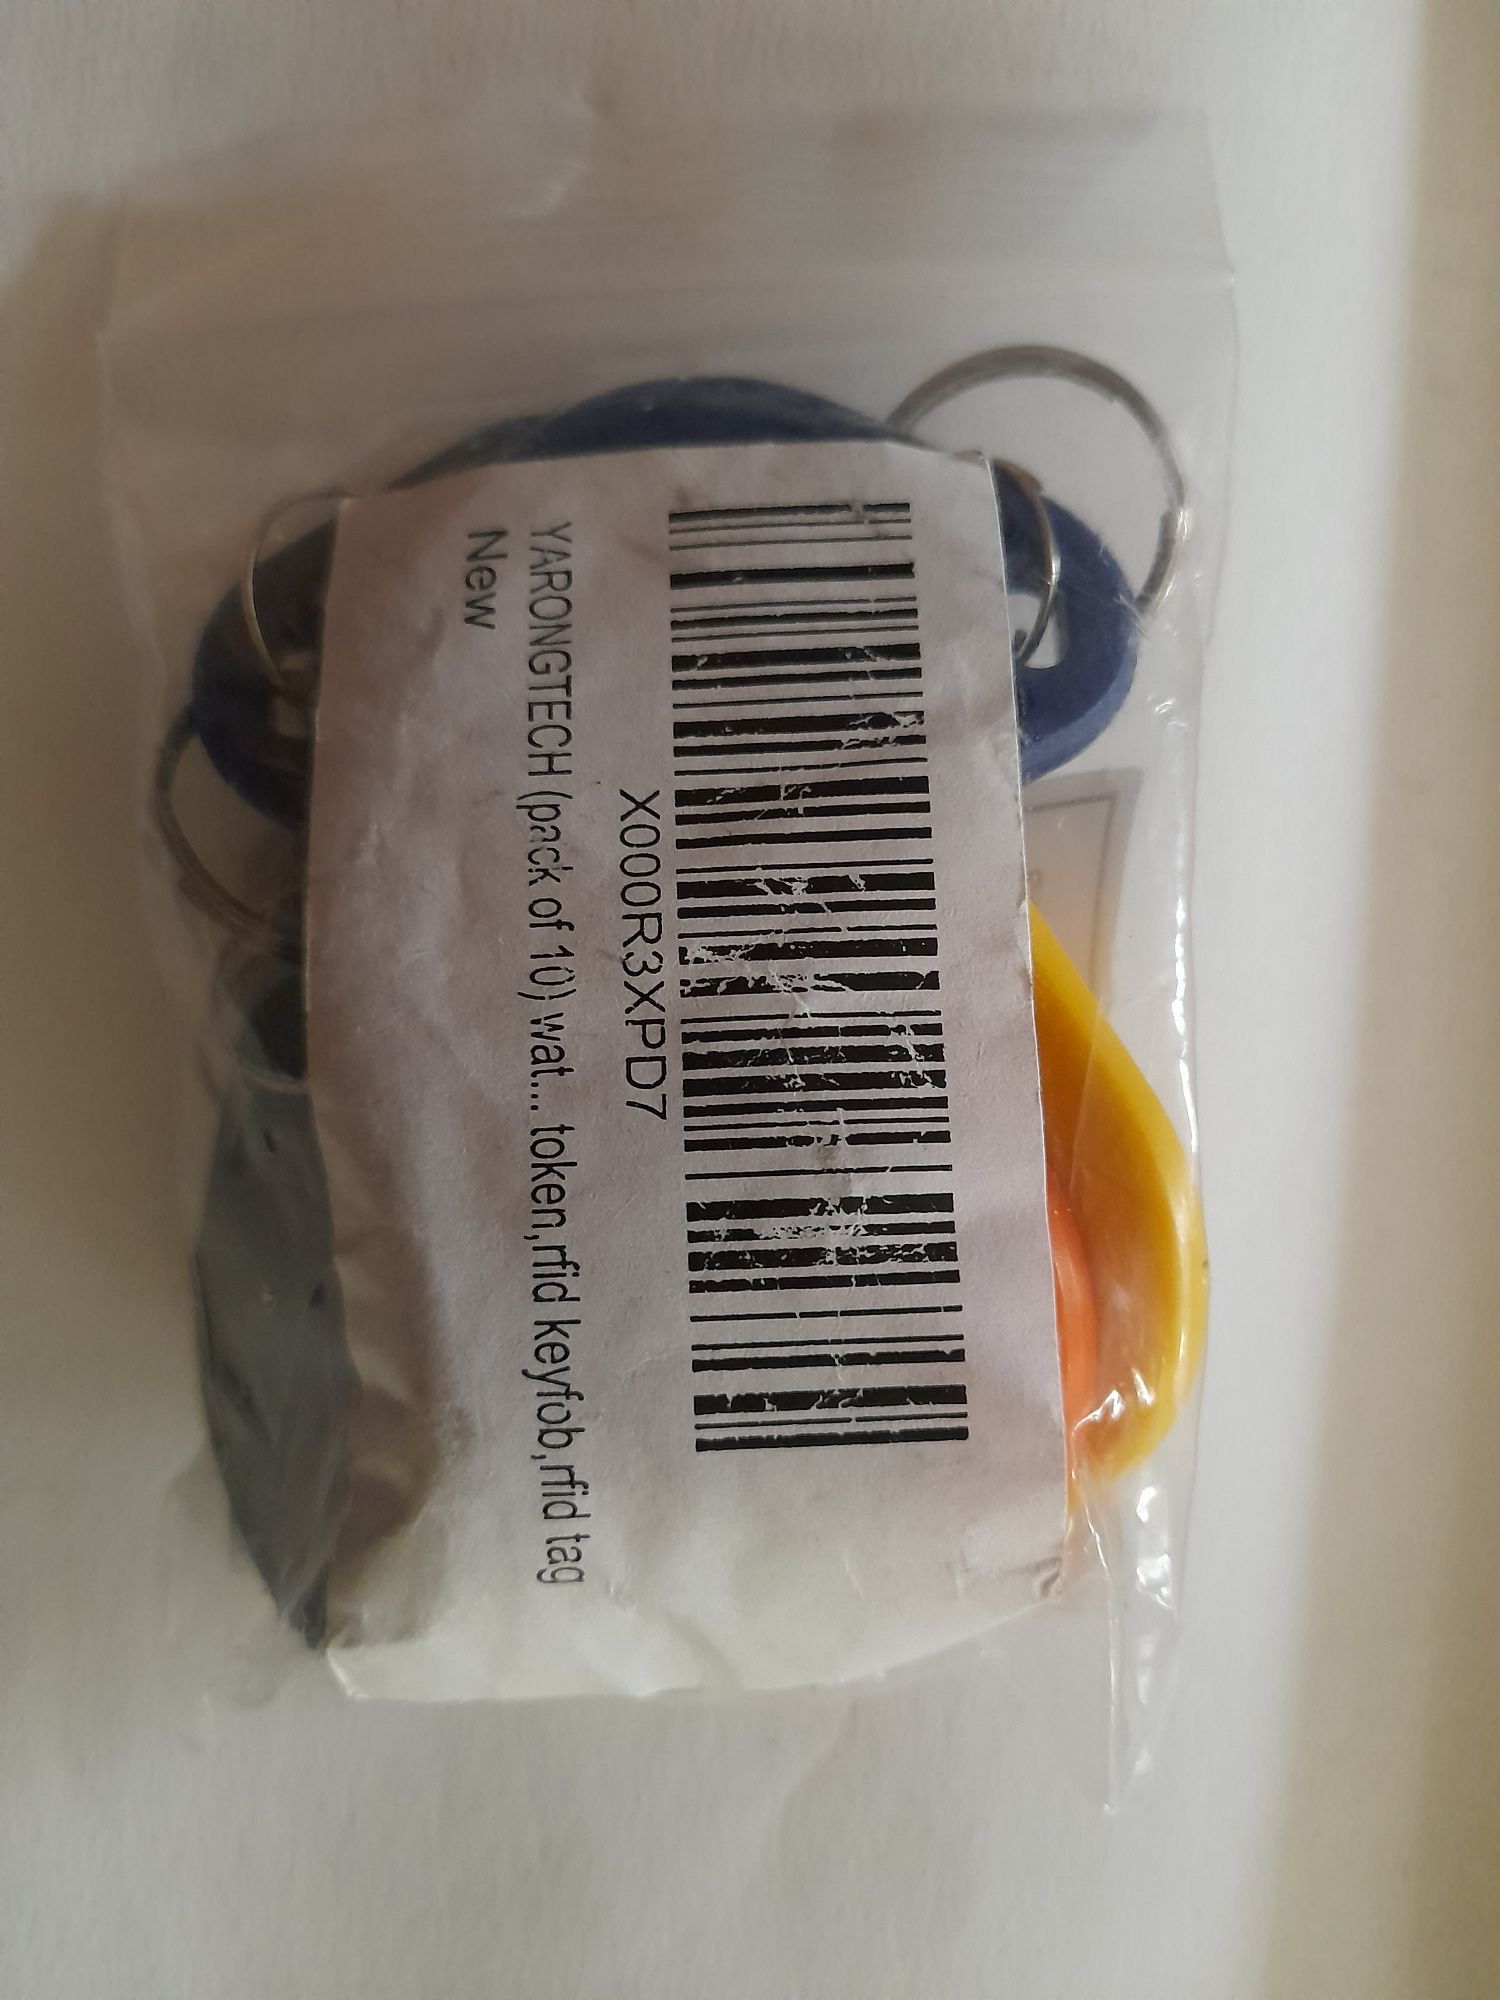 X000R3XPD7
YARONGTECH (pack of 10) wat... token,rfid keyfob,rfid tag
New